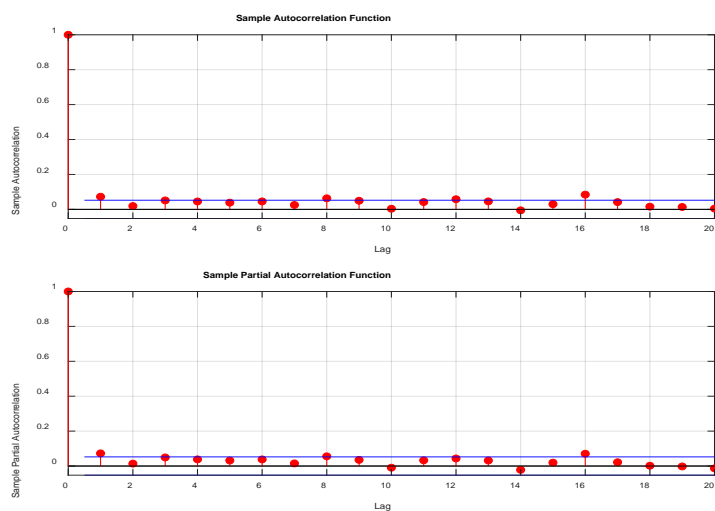 Sample Autocorrelation Function
1
0.8
0.6
0.4
0.2
0
Sample Autocorrelation
0 2 4 6 8 10 12 14 16 18 20
Lag
Sample Partial Autocorrelation Function
1
0.8
0.6
0.4
0.2
0
Sample Partial Autocorrelation
0 2 4 6 8 10 12 14 16 18 20
Lag